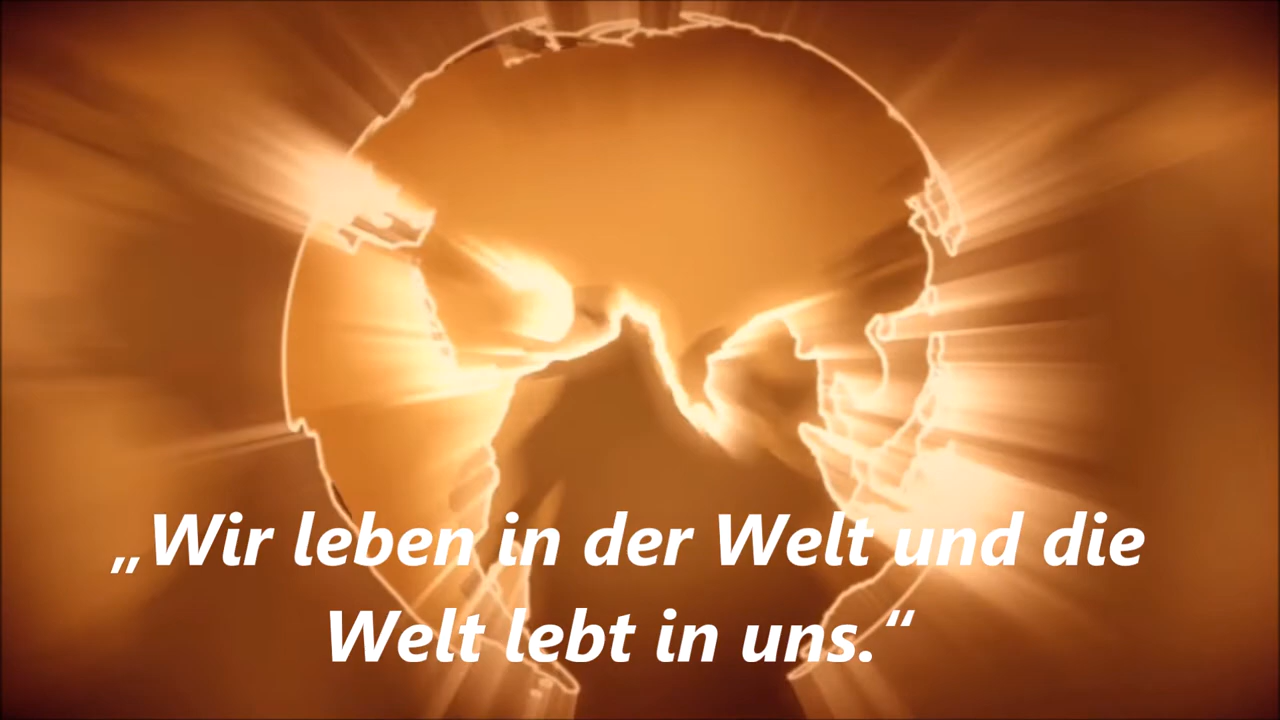 „Wir leben in der Welt und die
Welt lebt in uns.“